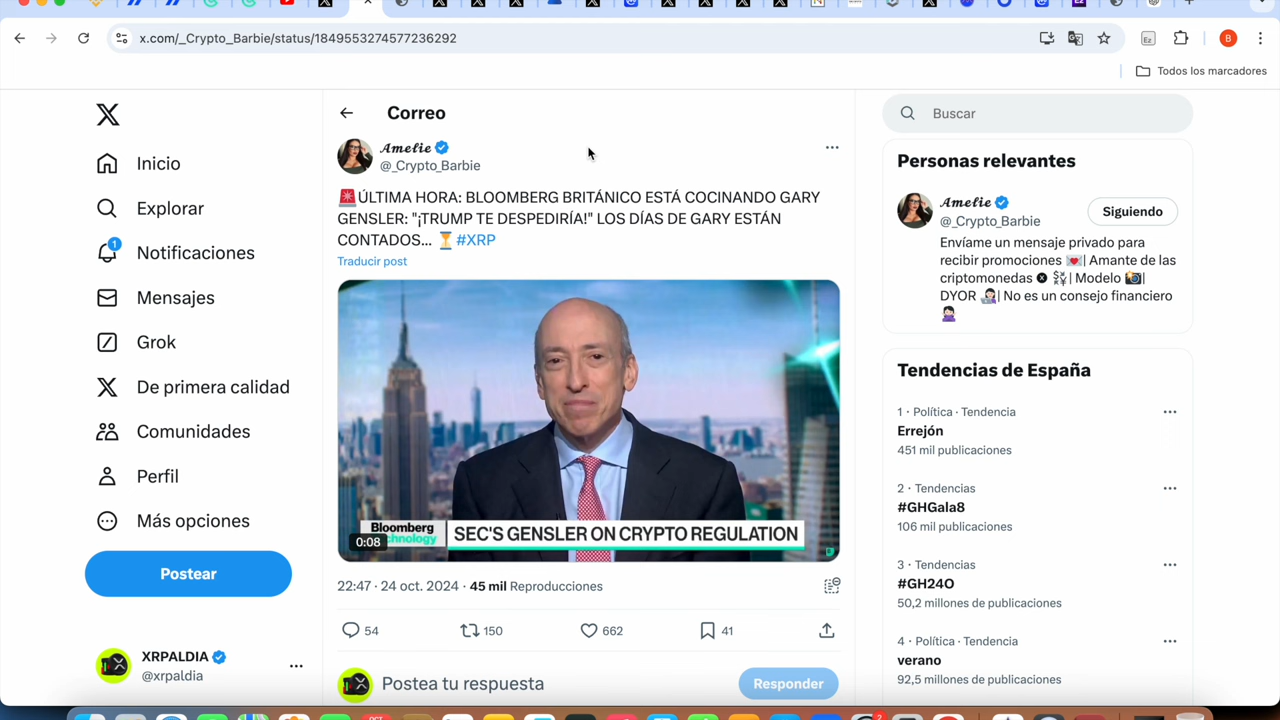 x.com/_Crypto_Barbie/status/1849553274577236292
B
Todos los marcadores
Correo
Amelie
@_Crypto_Barbie
🚨ÚLTIMA HORA: BLOOMBERG BRITÁNICO ESTÁ COCINANDO GARY
GENSLER: "¡TRUMP TE DESPEDIRÍA!" LOS DÍAS DE GARY ESTÁN
CONTADOS... ⏳#XRP
Traducir post
Bloomberg
SEC'S GENSLER ON CRYPTO REGULATION
0:08
22:47 · 24 oct. 2024 · 45 mil Reproducciones
54
150
662
41
Postea tu respuesta
Responder
1
Inicio
Explorar
Notificaciones
Mensajes
Grok
De primera calidad
Comunidades
Perfil
Más opciones
Postear
XRPALDIA
@xrpaldia
Buscar
Personas relevantes
Amelie
@_Crypto_Barbie
Siguiendo
Envíame un mensaje privado para
recibir promociones 💌| Amante de las
criptomonedas | Modelo 📸|
DYOR 👩🏻‍💻| No es un consejo financiero
Tendencias de España
1 · Política · Tendencia
Errejón
451 mil publicaciones
2 · Tendencias
#GHGala8
106 mil publicaciones
3 · Tendencias
#GH24O
50,2 millones de publicaciones
4 · Política · Tendencia
verano
92,5 millones de publicaciones